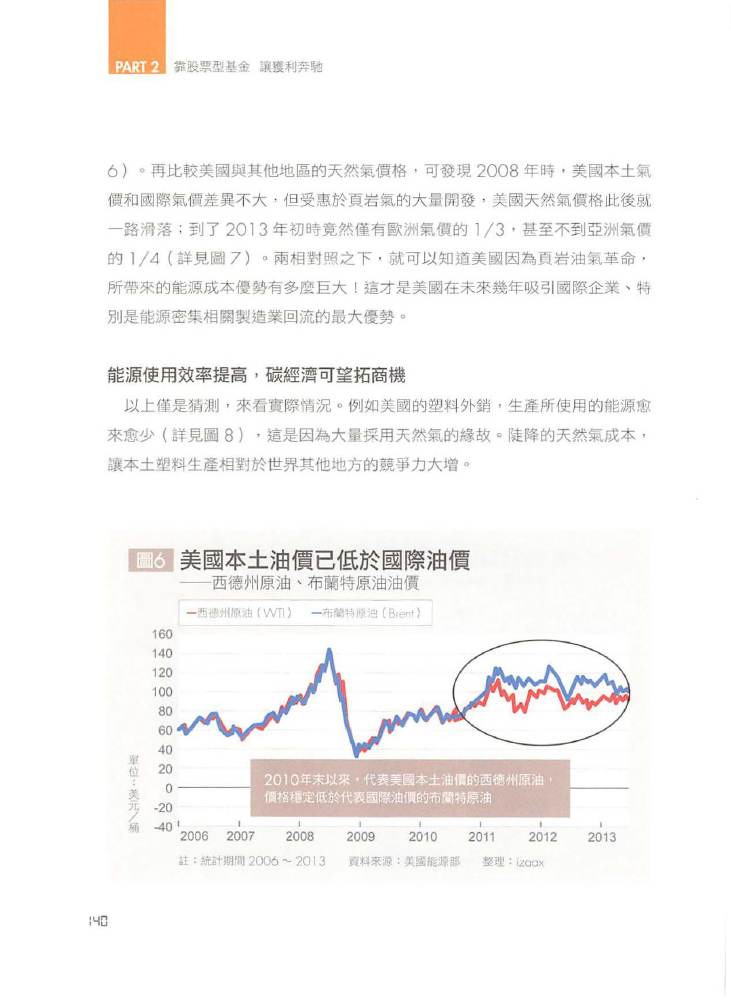 PART 2 靠股票型基金 讓獲利奔馳
6）。再比較美國與其他地區的天然氣價格，可發現 2008 年時，美國本土氣
價和國際氣價差異不大，但受惠於頁岩氣的大量開發，美國天然氣價格此後就
一路滑落；到了 2013 年初時竟然僅有歐洲氣價的 1/3，甚至不到亞洲氣價
的 1/4（詳見圖 7）。兩相對照之下，就可以知道美國因為頁岩油氣革命，
所帶來的能源成本優勢有多麼巨大！這才是美國在未來幾年吸引國際企業、特
別是能源密集相關製造業回流的最大優勢。
能源使用效率提高，碳經濟可望拓商機
以上僅是猜測，來看實際情況。例如美國的塑料外銷，生產所使用的能源愈
來愈少（詳見圖 8），這是因為大量採用天然氣的緣故。陡降的天然氣成本，
讓本土塑料生產相對於世界其他地方的競爭力大增。
圖6 美國本土油價已低於國際油價
——西德州原油、布蘭特原油油價
西德州原油（WTI） 布蘭特原油（Brent）
160
140
120
100
80
60
40
20
0
-20
-40
單位：美元／桶
2010年末以來，代表美國本土油價的西德州原油，
價格穩定低於代表國際油價的布蘭特原油
2006 2007 2008 2009 2010 2011 2012 2013
註：統計期間 2006～2013 資料來源：美國能源部 整理：izaax
140